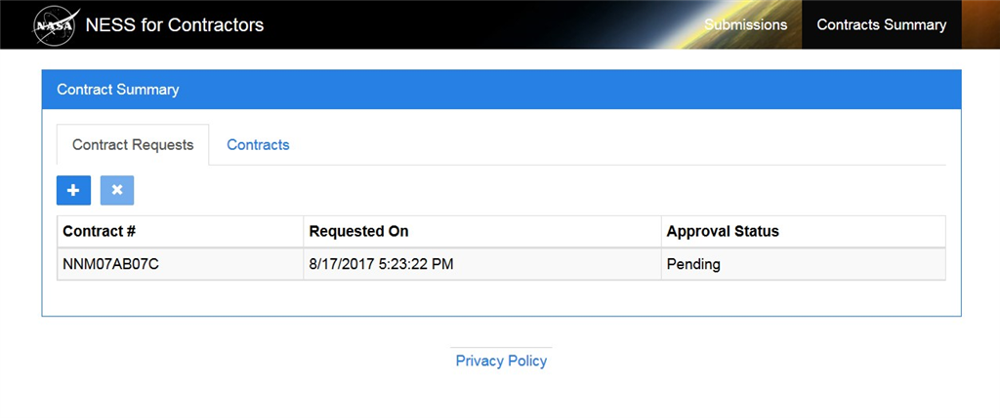 NASA NESS for Contractors Submissions Contracts Summary
Contract Summary
Contract Requests Contracts
Contract # Requested On Approval Status
NNM07AB07C 8/17/2017 5:23:22 PM Pending
Privacy Policy